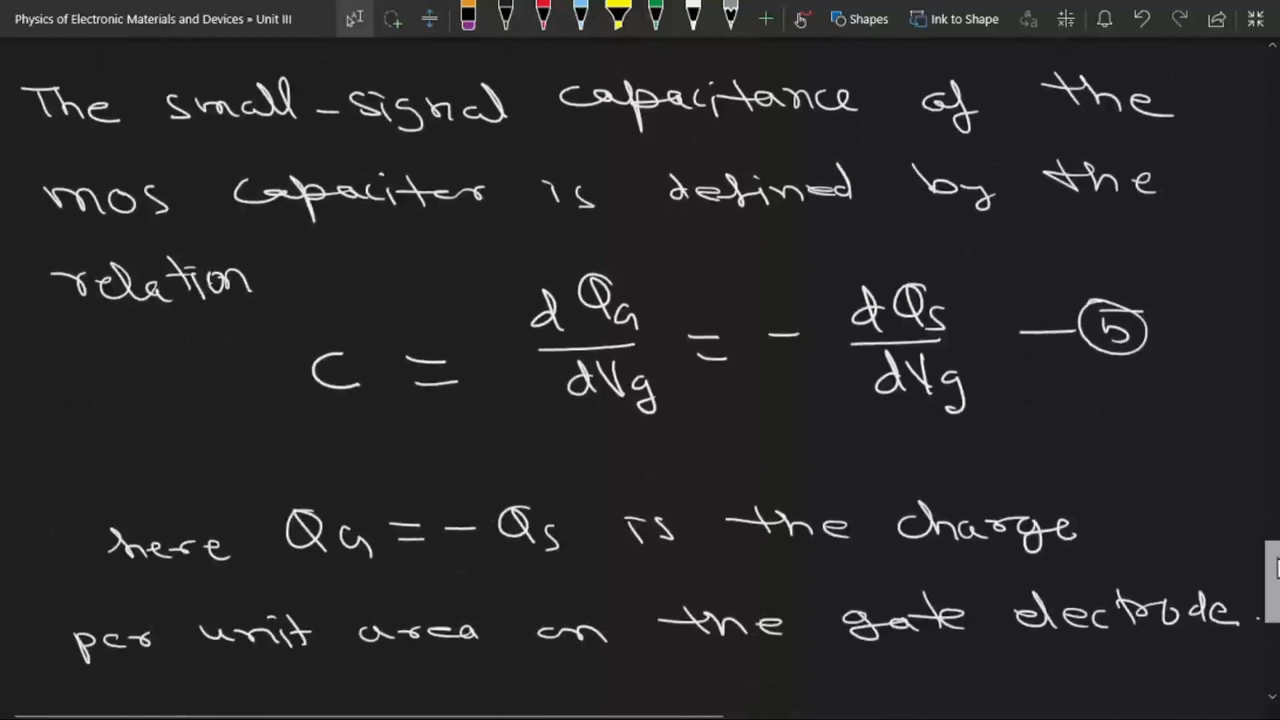 Physics of Electronic Materials and Devices » Unit III
Shapes
Ink to Shape
The small-signal capacitance of the
mos capaciter is defined by the
relation
C = dQG/dVg = - dQs/dVg — 5
here QG = - Qs is the charge
per unit area on the gate electrode.